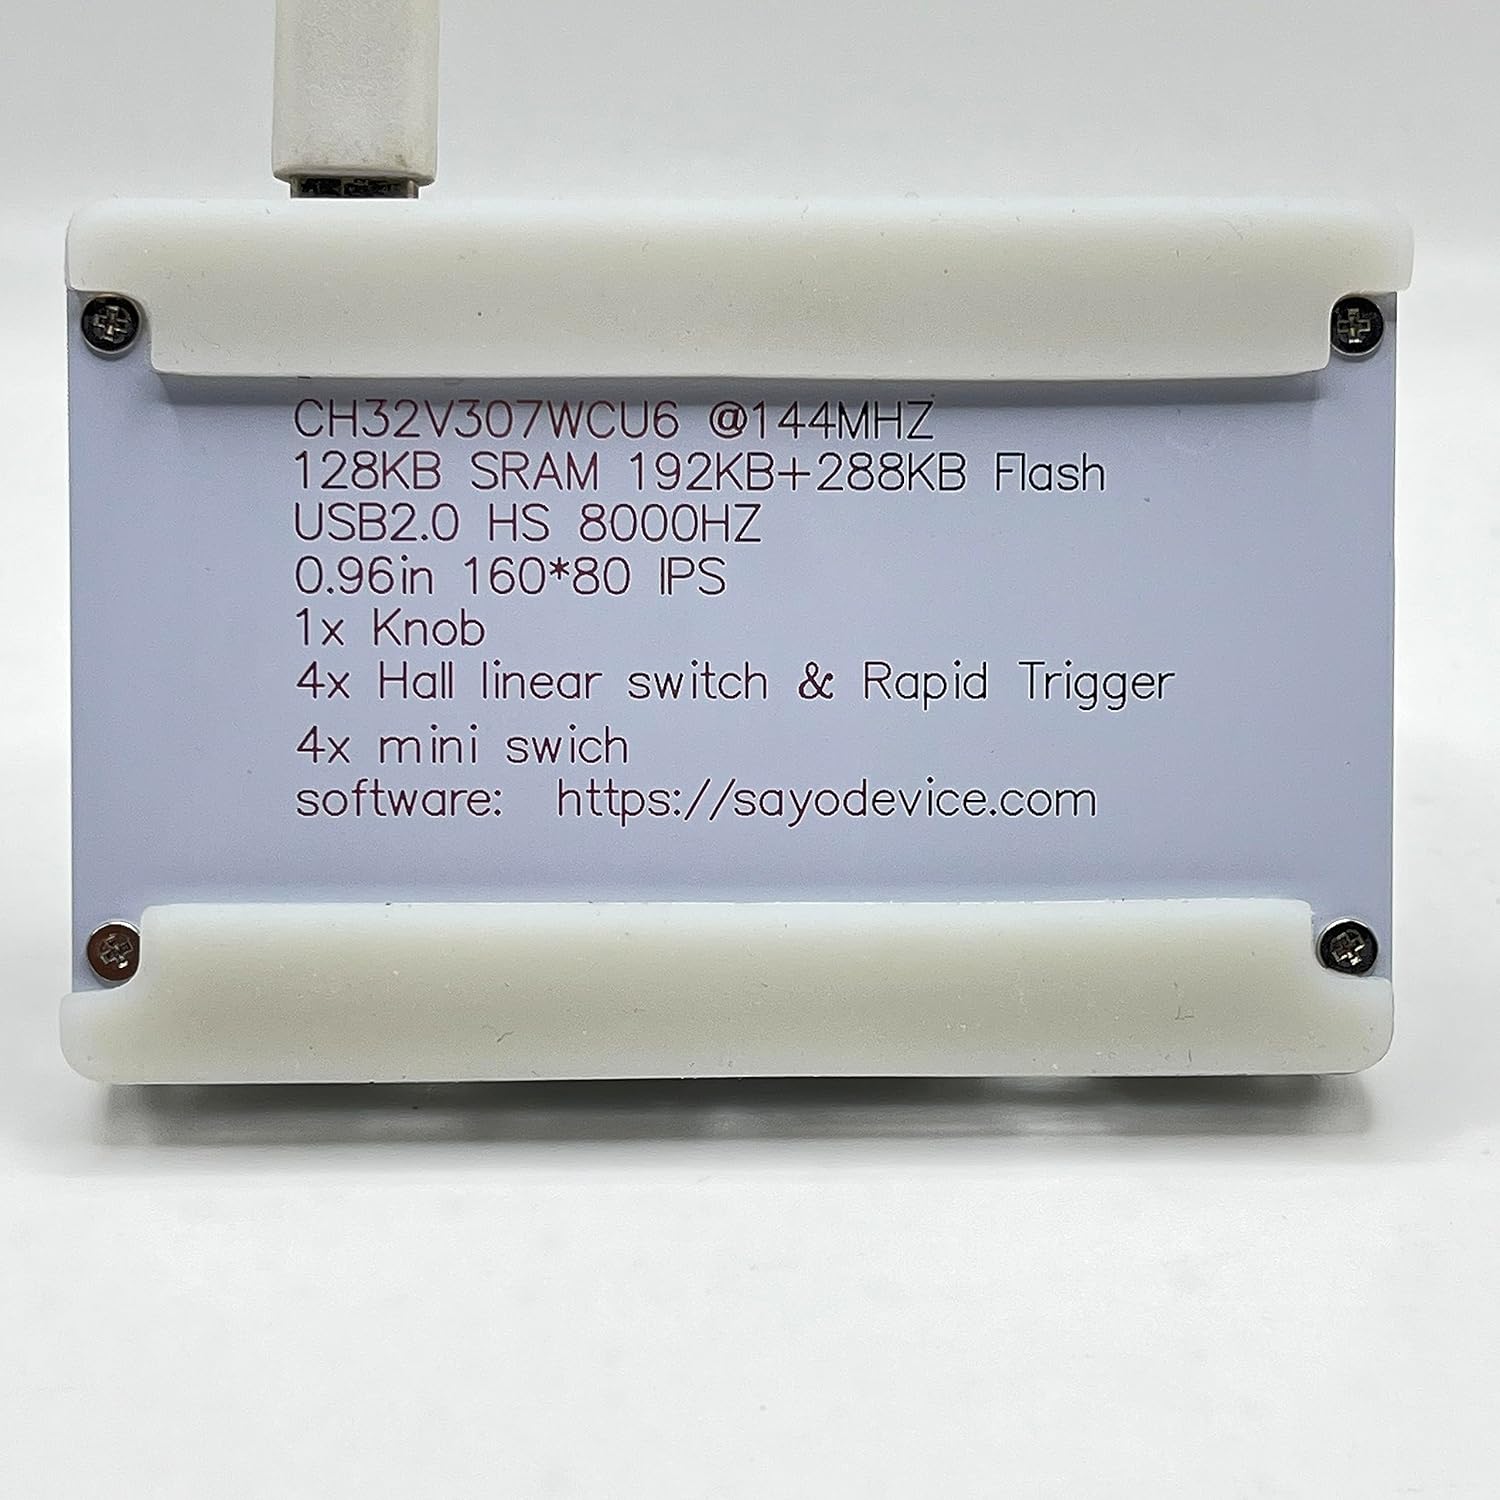 CH32V307WCU6 @144MHZ
128KB SRAM 192KB+288KB Flash
USB2.0 HS 8000HZ
0.96in 160*80 IPS
1x Knob
4x Hall linear switch & Rapid Trigger
4x mini swich
software: https://sayodevice.com